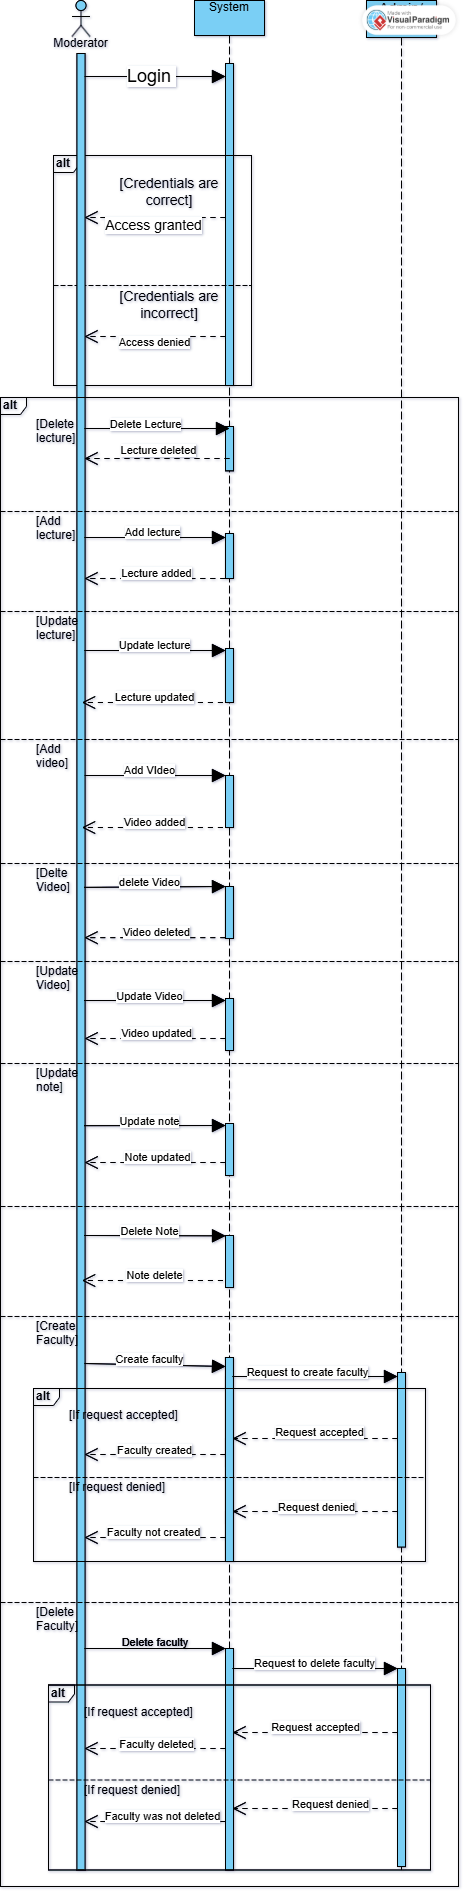 System
Made with
VisualParadigm
For non-commercial use
Moderator
Login
alt
[Credentials are
correct]
Access granted
[Credentials are
incorrect]
Access denied
alt
[Delete
lecture]
Delete Lecture
Lecture deleted
[Add
lecture]
Add lecture
Lecture added
[Update
lecture]
Update lecture
Lecture updated
[Add
video]
Add VIdeo
Video added
[Delte
Video]
delete Video
Video deleted
[Update
Video]
Update Video
Video updated
[Update
note]
Update note
Note updated
Delete Note
Note delete
[Create
Faculty]
Create faculty
Request to create faculty
alt
[If request accepted]
Request accepted
Faculty created
[If request denied]
Request denied
Faculty not created
[Delete
Faculty]
Delete faculty
Request to delete faculty
alt
[If request accepted]
Request accepted
Faculty deleted
[If request denied]
Request denied
Faculty was not deleted